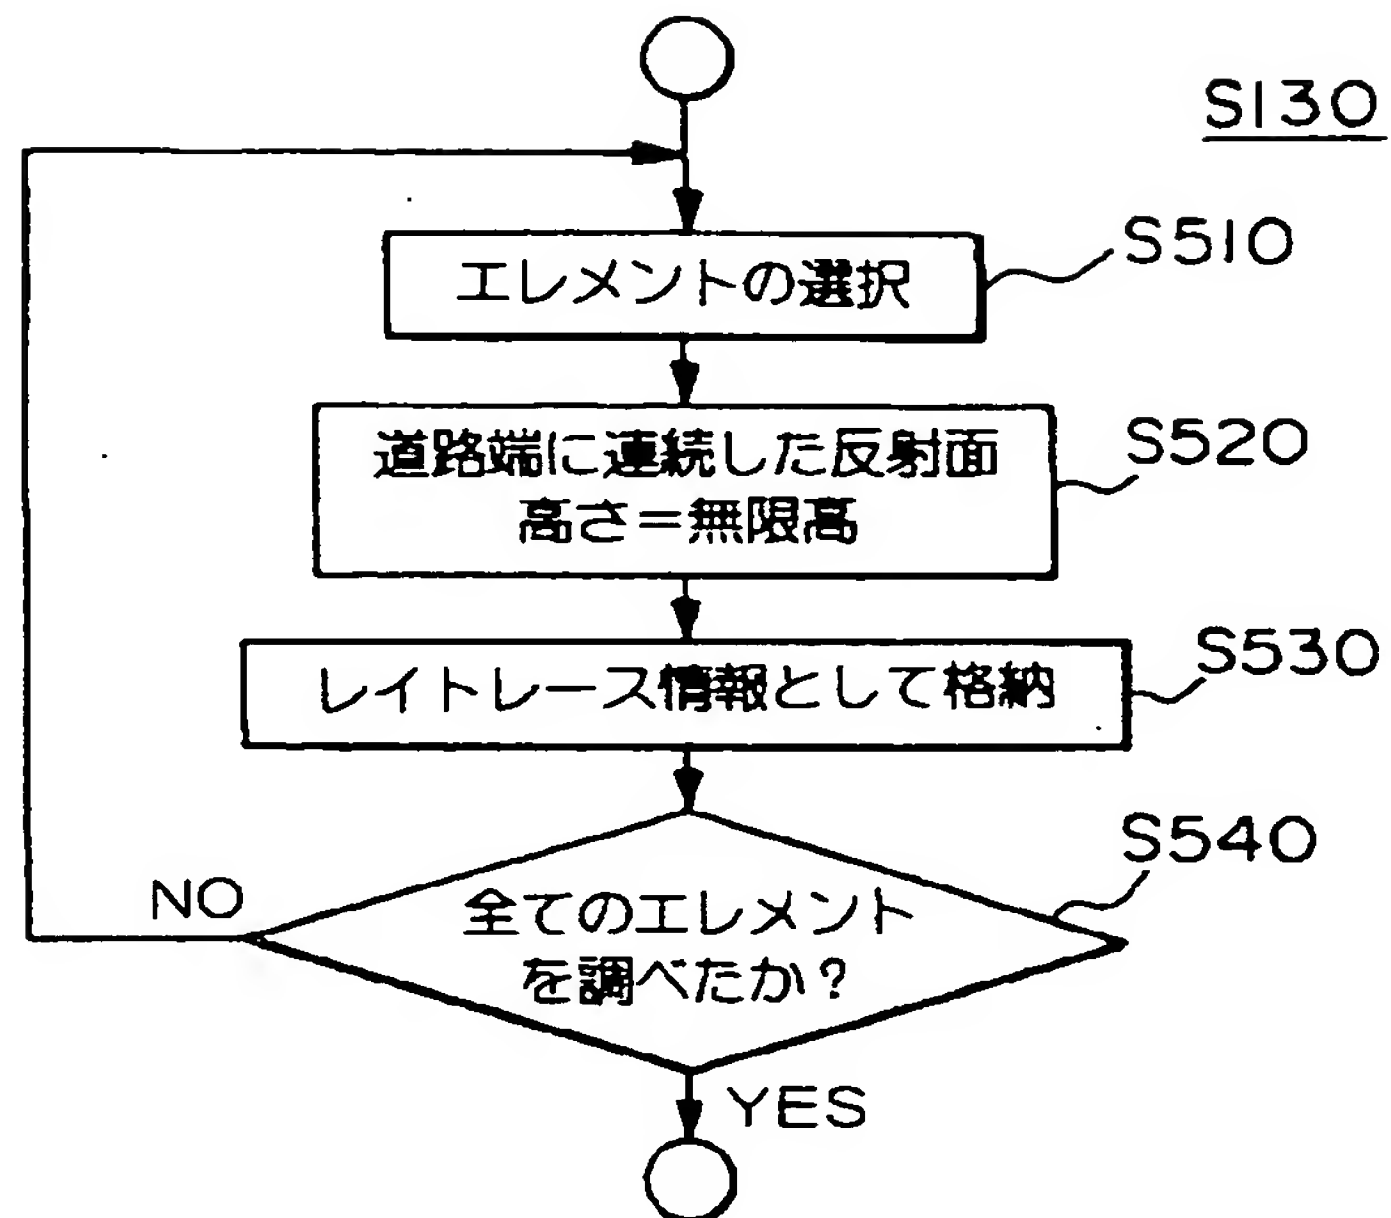 S130
エレメントの選択
S510
道路端に連続した反射面
高さ=無限高
S520
レイトレース情報として格納
S530
全てのエレメント
を調べたか?
S540
NO
YES